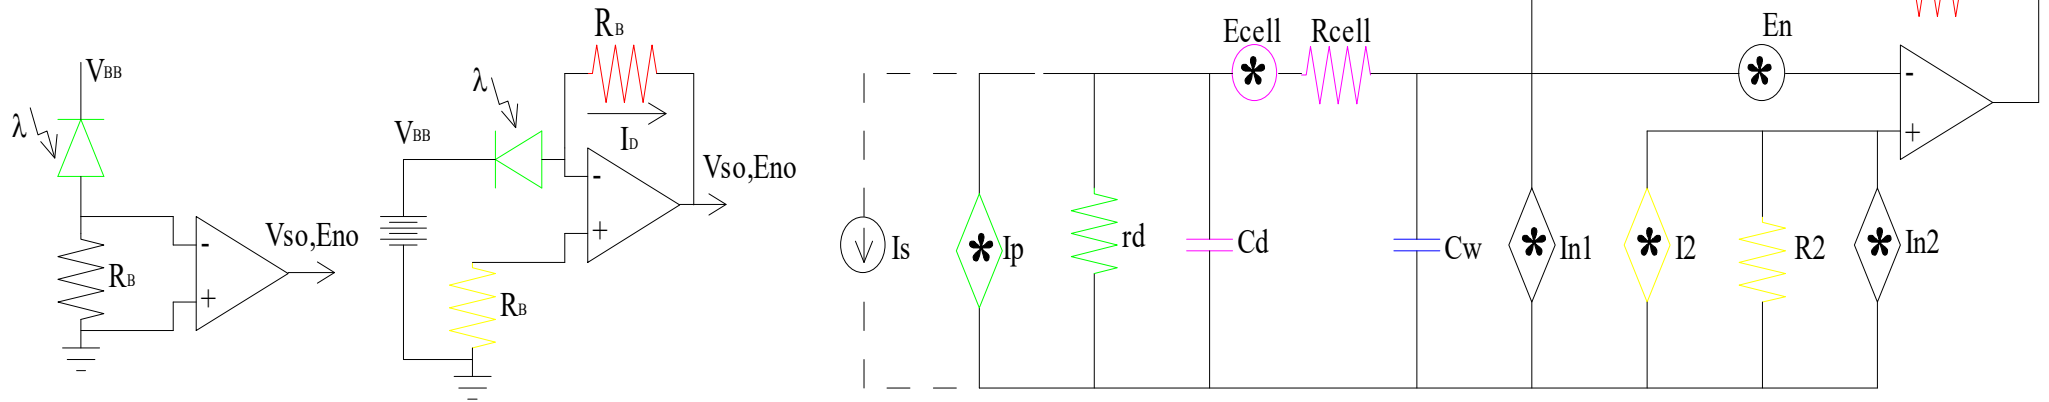 VBB
λ
RB
Vso,Eno
RB
λ
VBB
ID
-
+
Vso,Eno
RB
-
+
Ecell
Rcell
En
-
+
Is
*Ip
rd
Cd
Cw
*In1
*I2
R2
*In2
*
*